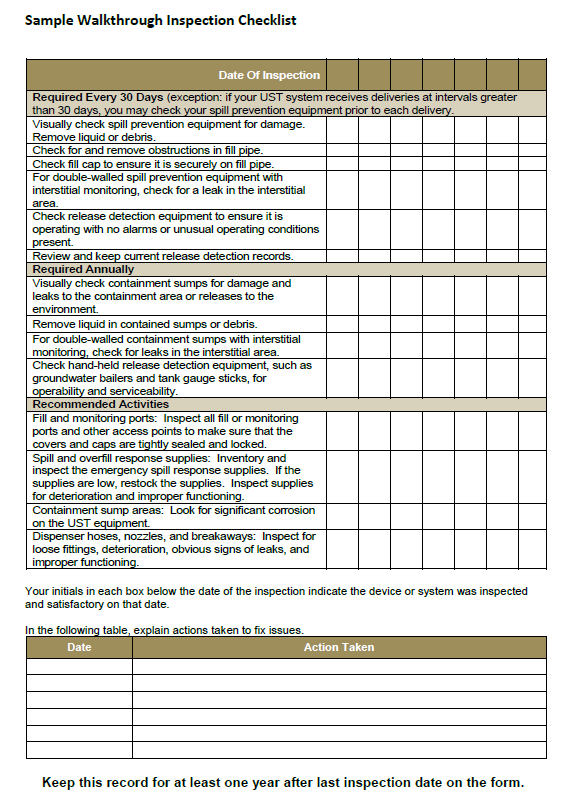 Sample Walkthrough Inspection Checklist
Date Of Inspection
Required Every 30 Days (exception: if your UST system receives deliveries at intervals greater
than 30 days, you may check your spill prevention equipment prior to each delivery.
Visually check spill prevention equipment for damage.
Remove liquid or debris.
Check for and remove obstructions in fill pipe.
Check fill cap to ensure it is securely on fill pipe.
For double-walled spill prevention equipment with
interstitial monitoring, check for a leak in the interstitial
area.
Check release detection equipment to ensure it is
operating with no alarms or unusual operating conditions
present.
Review and keep current release detection records.
Required Annually
Visually check containment sumps for damage and
leaks to the containment area or releases to the
environment.
Remove liquid in contained sumps or debris.
For double-walled containment sumps with interstitial
monitoring, check for leaks in the interstitial area.
Check hand-held release detection equipment, such as
groundwater bailers and tank gauge sticks, for
operability and serviceability.
Recommended Activities
Fill and monitoring ports: Inspect all fill or monitoring
ports and other access points to make sure that the
covers and caps are tightly sealed and locked.
Spill and overfill response supplies: Inventory and
inspect the emergency spill response supplies. If the
supplies are low, restock the supplies. Inspect supplies
for deterioration and improper functioning.
Containment sump areas: Look for significant corrosion
on the UST equipment.
Dispenser hoses, nozzles, and breakaways: Inspect for
loose fittings, deterioration, obvious signs of leaks, and
improper functioning.
Your initials in each box below the date of the inspection indicate the device or system was inspected
and satisfactory on that date.
In the following table, explain actions taken to fix issues.
Date Action Taken
Keep this record for at least one year after last inspection date on the form.